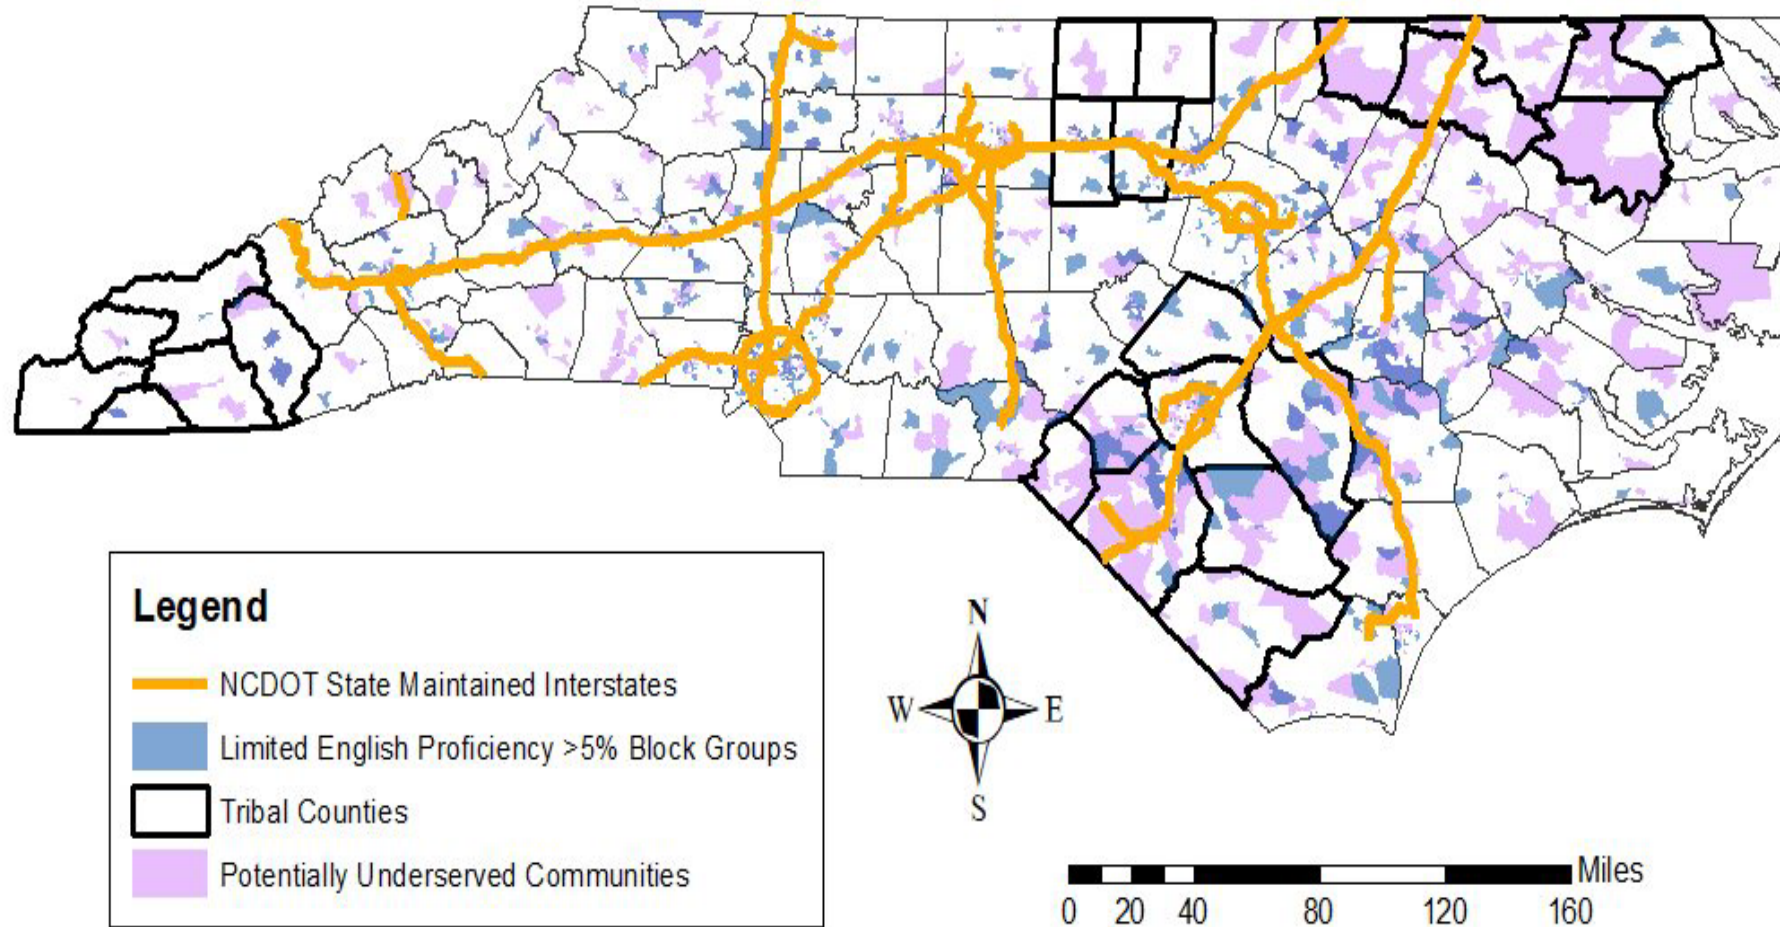 Legend
NCDOT State Maintained Interstates
Limited English Proficiency >5% Block Groups
Tribal Counties
Potentially Underserved Communities
N
W E
S
Miles
0 20 40 80 120 160